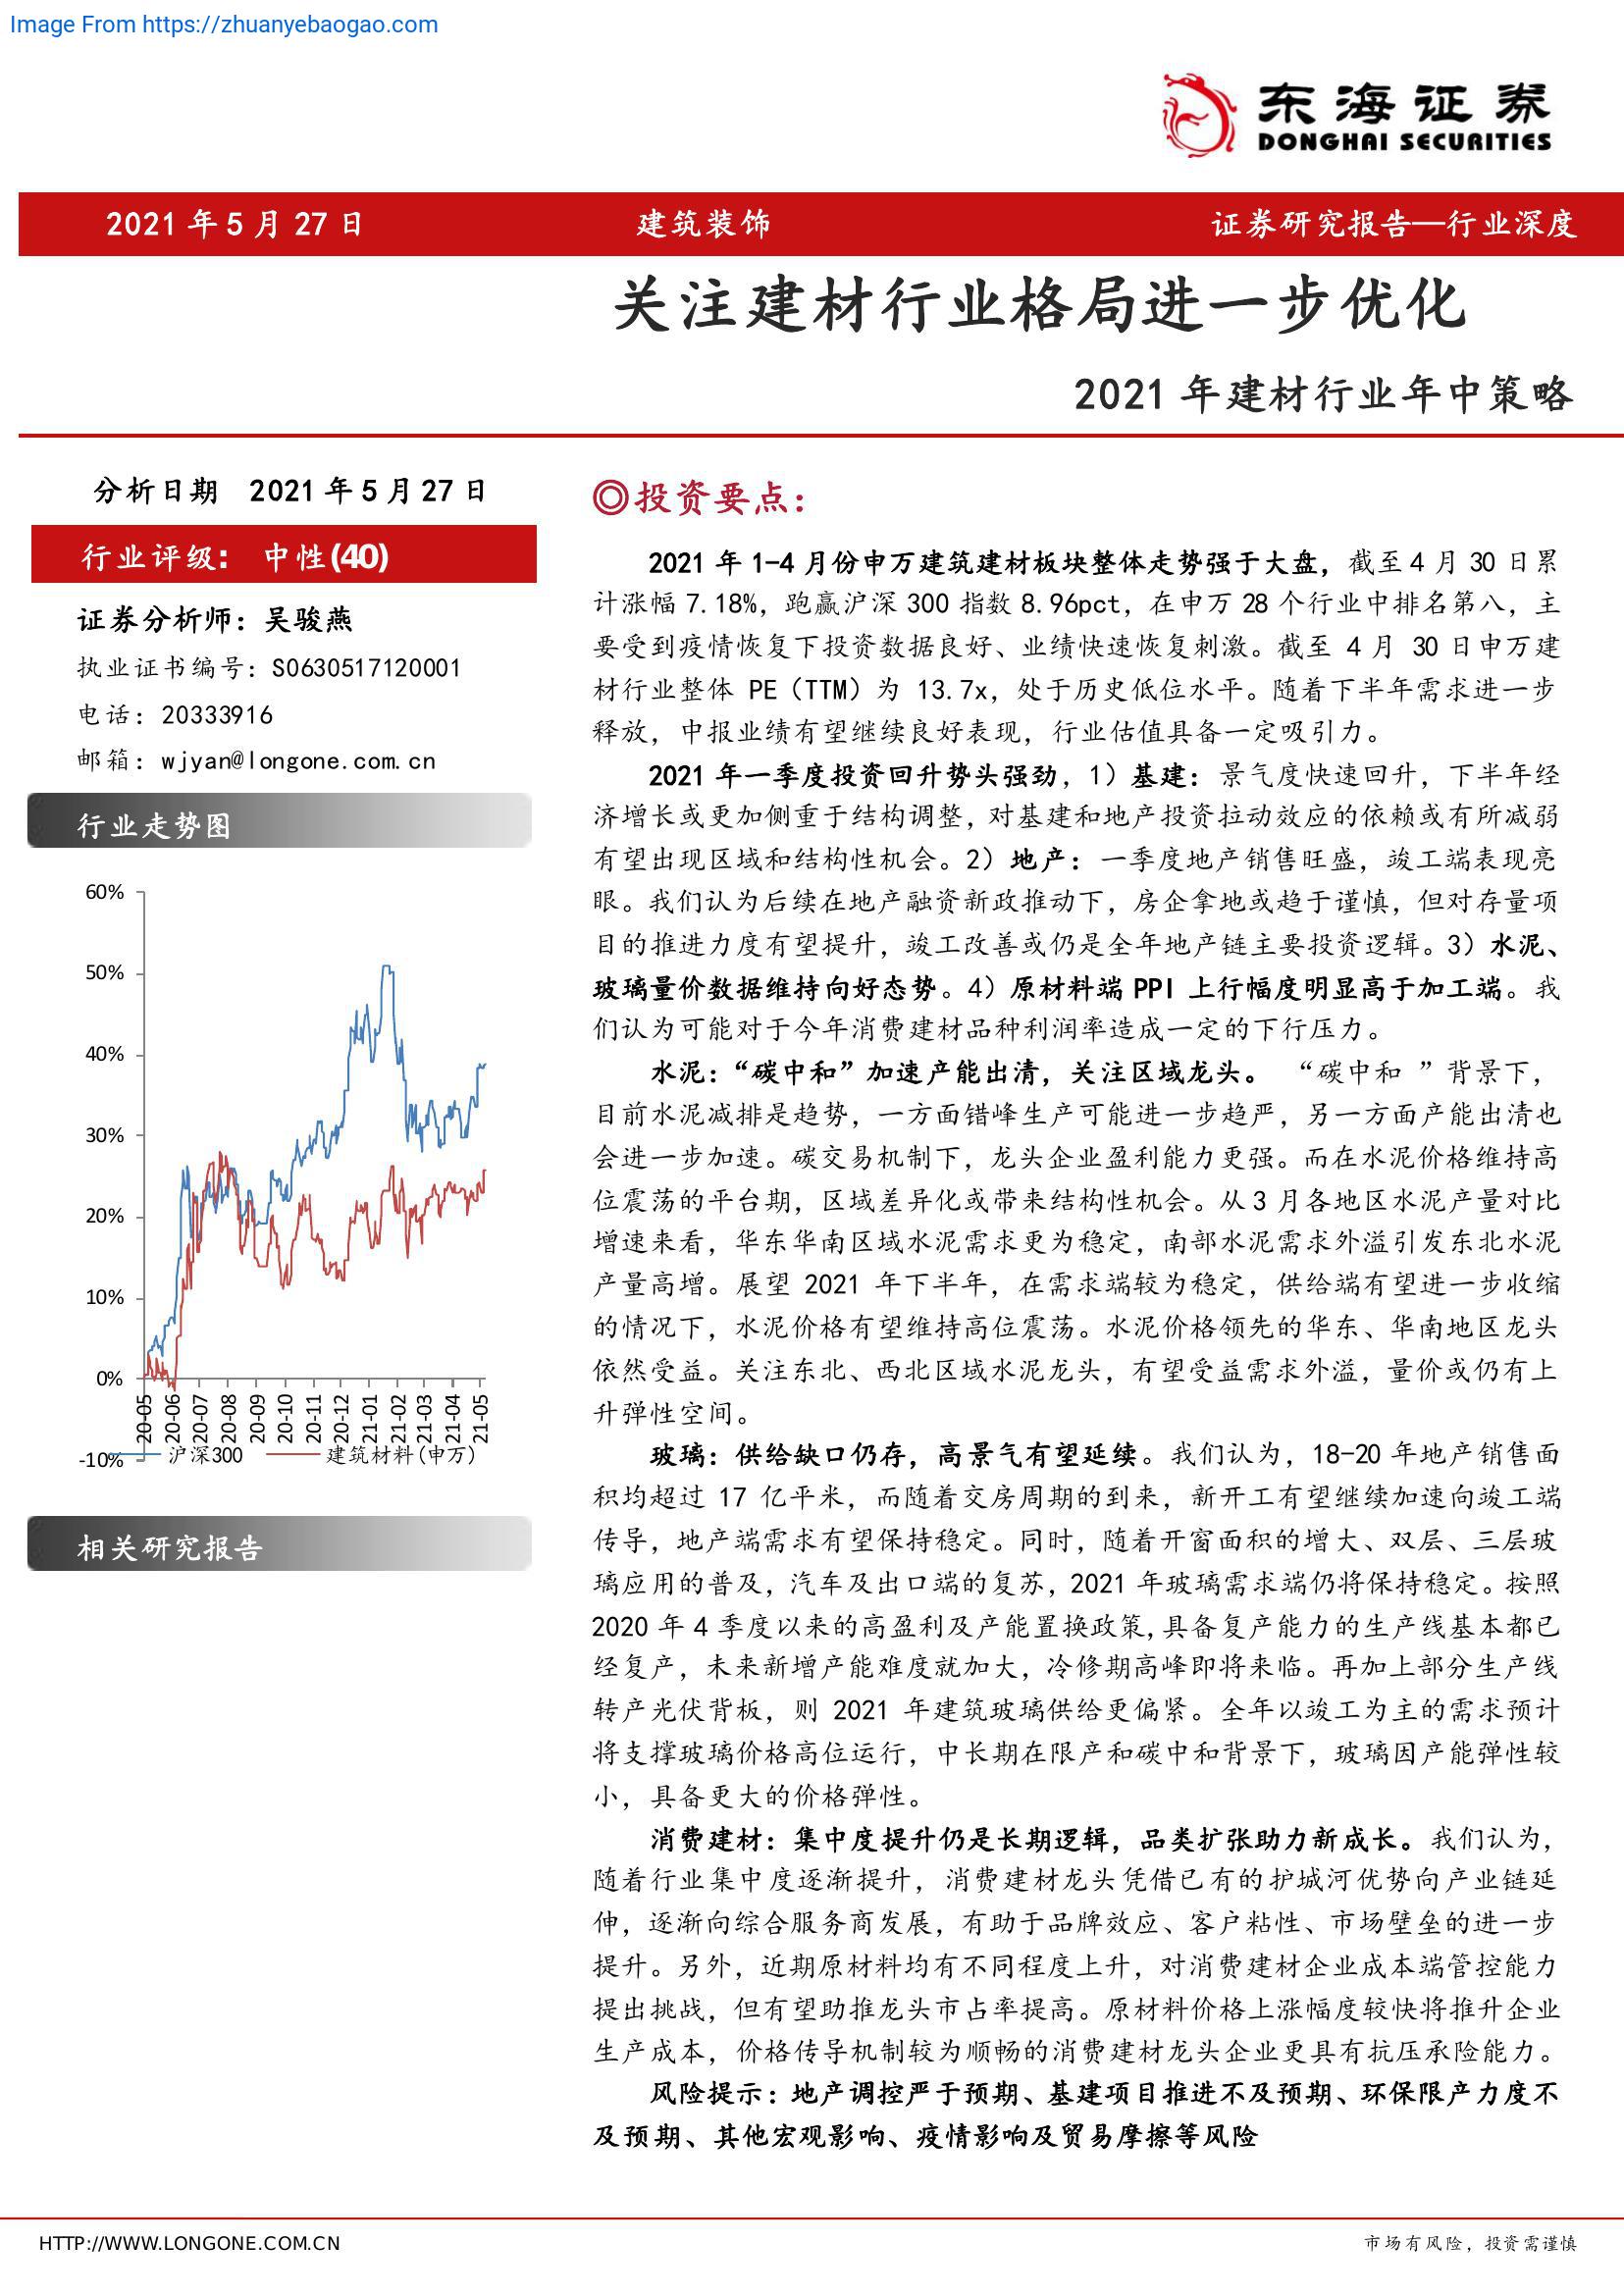 Image From https://zhuanyebaogao.com
东海证券
DONGHAI SECURITIES
2021 年 5 月 27 日 建筑装饰 证券研究报告—行业深度
关注建材行业格局进一步优化
2021 年建材行业年中策略
分析日期 2021 年 5 月 27 日
行业评级: 中性(40)
证券分析师：吴骏燕
执业证书编号：S0630517120001
电话：20333916
邮箱：wjyan@longone.com.cn
行业走势图
60%
50%
40%
30%
20%
10%
0%
-10%
20-05
20-06
20-07
20-08
20-09
20-10
20-11
20-12
21-01
21-02
21-03
21-04
21-05
沪深300 建筑材料(申万)
相关研究报告
◎投资要点：
2021 年 1-4 月份申万建筑建材板块整体走势强于大盘，截至 4 月 30 日累
计涨幅 7.18%，跑赢沪深 300 指数 8.96pct，在申万 28 个行业中排名第八，主
要受到疫情恢复下投资数据良好、业绩快速恢复刺激。截至 4 月 30 日申万建
材行业整体 PE（TTM）为 13.7x，处于历史低位水平。随着下半年需求进一步
释放，中报业绩有望继续良好表现，行业估值具备一定吸引力。
2021 年一季度投资回升势头强劲，1）基建：景气度快速回升，下半年经
济增长或更加侧重于结构调整，对基建和地产投资拉动效应的依赖或有所减弱
有望出现区域和结构性机会。2）地产：一季度地产销售旺盛，竣工端表现亮
眼。我们认为后续在地产融资新政推动下，房企拿地或趋于谨慎，但对存量项
目的推进力度有望提升，竣工改善或仍是全年地产链主要投资逻辑。3）水泥、
玻璃量价数据维持向好态势。4）原材料端 PPI 上行幅度明显高于加工端。我
们认为可能对于今年消费建材品种利润率造成一定的下行压力。
水泥：“碳中和”加速产能出清，关注区域龙头。 “碳中和 ”背景下，
目前水泥减排是趋势，一方面错峰生产可能进一步趋严，另一方面产能出清也
会进一步加速。碳交易机制下，龙头企业盈利能力更强。而在水泥价格维持高
位震荡的平台期，区域差异化或带来结构性机会。从 3 月各地区水泥产量对比
增速来看，华东华南区域水泥需求更为稳定，南部水泥需求外溢引发东北水泥
产量高增。展望 2021 年下半年，在需求端较为稳定，供给端有望进一步收缩
的情况下，水泥价格有望维持高位震荡。水泥价格领先的华东、华南地区龙头
依然受益。关注东北、西北区域水泥龙头，有望受益需求外溢，量价或仍有上
升弹性空间。
玻璃：供给缺口仍存，高景气有望延续。我们认为，18-20 年地产销售面
积均超过 17 亿平米，而随着交房周期的到来，新开工有望继续加速向竣工端
传导，地产端需求有望保持稳定。同时，随着开窗面积的增大、双层、三层玻
璃应用的普及，汽车及出口端的复苏，2021 年玻璃需求端仍将保持稳定。按照
2020 年 4 季度以来的高盈利及产能置换政策，具备复产能力的生产线基本都已
经复产，未来新增产能难度就加大，冷修期高峰即将来临。再加上部分生产线
转产光伏背板，则 2021 年建筑玻璃供给更偏紧。全年以竣工为主的需求预计
将支撑玻璃价格高位运行，中长期在限产和碳中和背景下，玻璃因产能弹性较
小，具备更大的价格弹性。
消费建材：集中度提升仍是长期逻辑，品类扩张助力新成长。我们认为，
随着行业集中度逐渐提升，消费建材龙头凭借已有的护城河优势向产业链延
伸，逐渐向综合服务商发展，有助于品牌效应、客户粘性、市场壁垒的进一步
提升。另外，近期原材料均有不同程度上升，对消费建材企业成本端管控能力
提出挑战，但有望助推龙头市占率提高。原材料价格上涨幅度较快将推升企业
生产成本，价格传导机制较为顺畅的消费建材龙头企业更具有抗压承险能力。
风险提示：地产调控严于预期、基建项目推进不及预期、环保限产力度不
及预期、其他宏观影响、疫情影响及贸易摩擦等风险
HTTP://WWW.LONGONE.COM.CN 市场有风险，投资需谨慎